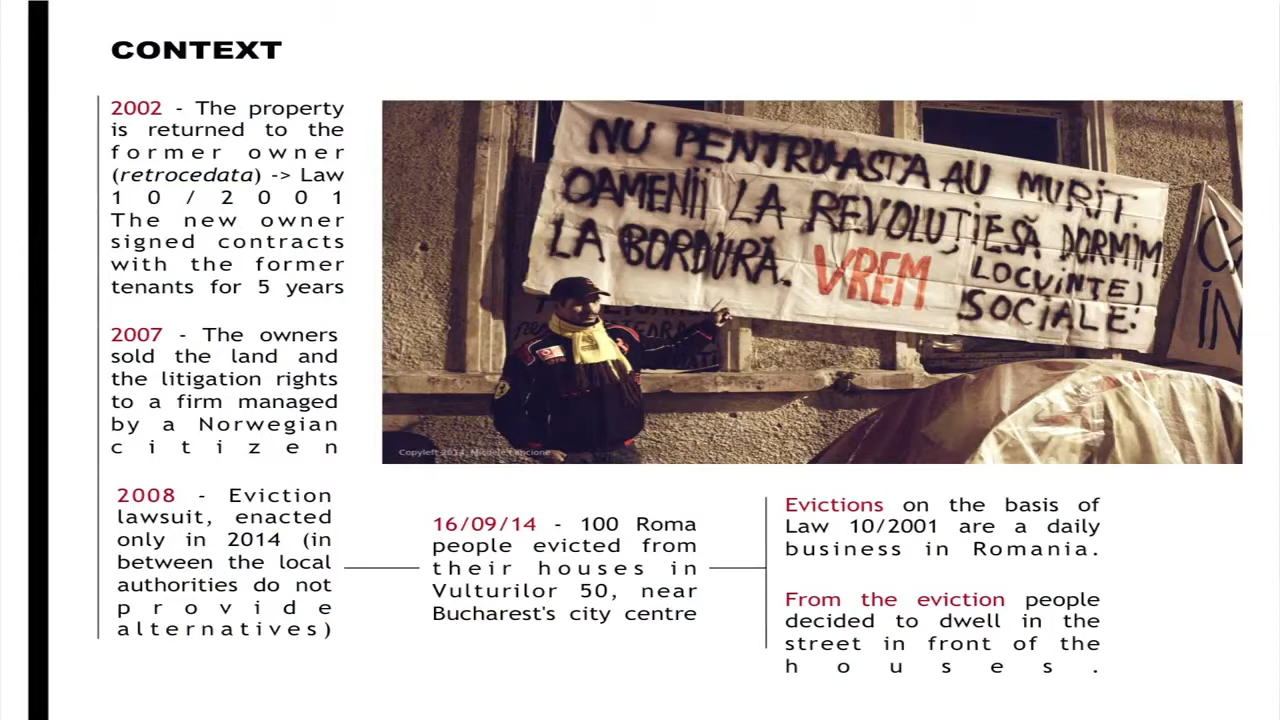 CONTEXT
2002 - The property
is returned to the
former owner
(retrocedata) -> Law
10/2001
The new owner
signed contracts
with the former
tenants for 5 years
2007 - The owners
sold the land and
the litigation rights
to a firm managed
by a Norwegian
citizen
2008 - Eviction
lawsuit, enacted
only in 2014 (in
between the local
authorities do not
provide
alternatives)
NU PENTRU ASTA AU MURIT
OAMENII LA REVOLUȚIE SĂ DORMIM
LA BORDURĂ. VREM LOCUINȚE
SOCIALE!
Copyleft 2014, Michele Lancione
16/09/14 - 100 Roma
people evicted from
their houses in
Vulturilor 50, near
Bucharest's city centre
Evictions on the basis of
Law 10/2001 are a daily
business in Romania.
From the eviction people
decided to dwell in the
street in front of the
houses.